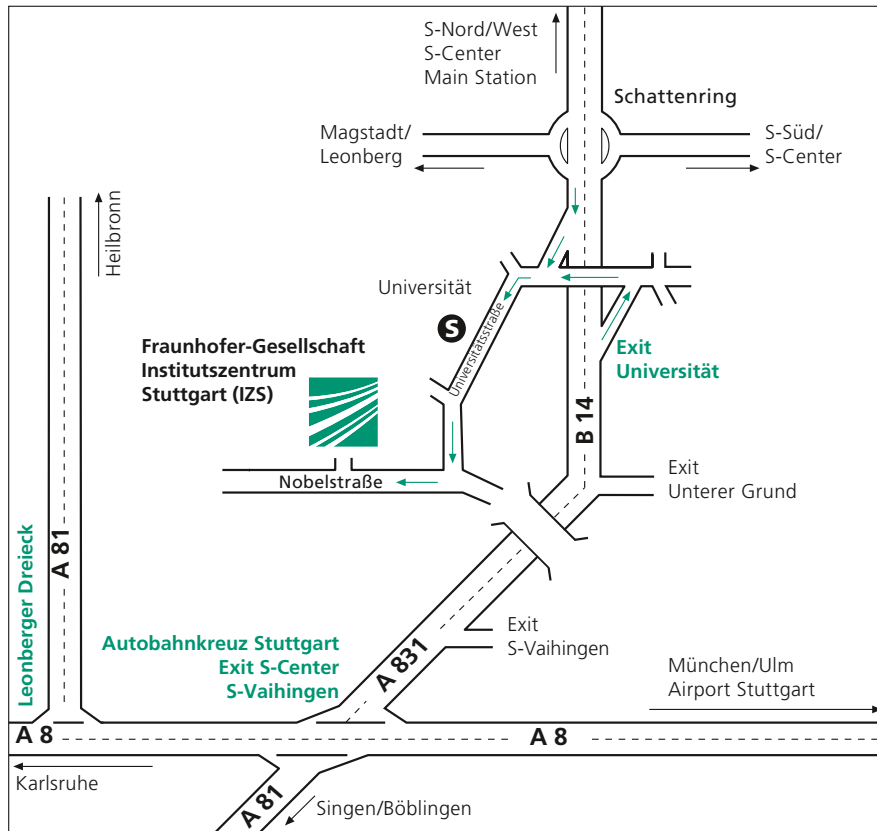 S-Nord/West
S-Center
Main Station
Schattenring
Magstadt/
Leonberg
S-Süd/
S-Center
Heilbronn
Universität
S
Universitätsstraße
Fraunhofer-Gesellschaft
Institutszentrum
Stuttgart (IZS)
Exit
Universität
B 14
Nobelstraße
Exit
Unterer Grund
Leonberger Dreieck
A 81
Autobahnkreuz Stuttgart
Exit S-Center
S-Vaihingen
A 831
Exit
S-Vaihingen
München/Ulm
Airport Stuttgart
A 8
A 8
Karlsruhe
A 81
Singen/Böblingen